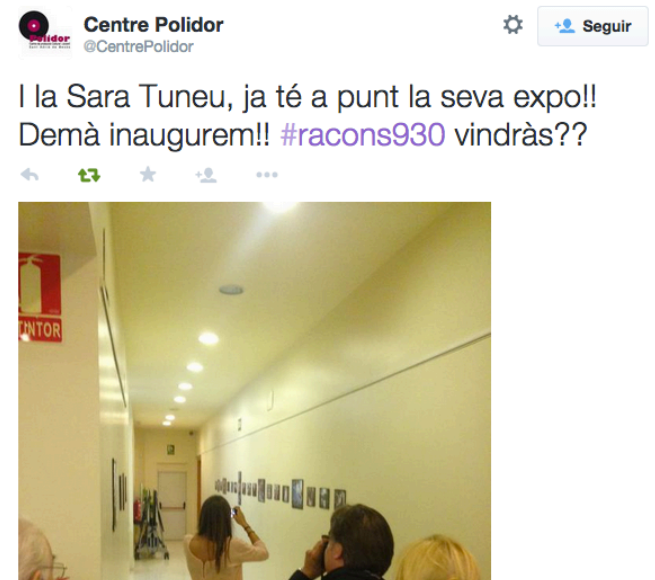 Centre Polidor
@CentrePolidor
Seguir
Polidor
I la Sara Tuneu, ja té a punt la seva expo!!
Demà inaugurem!! #racons930 vindràs??
TINTOR